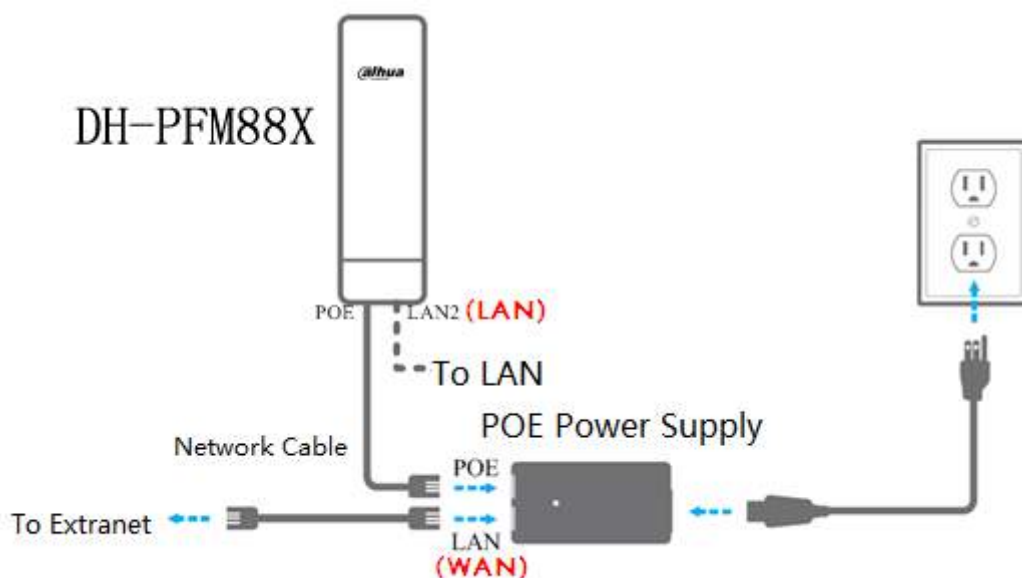 alhua
DH-PFM88X
POE
LAN2 (LAN)
To LAN
POE Power Supply
Network Cable
POE
To Extranet
LAN
(WAN)